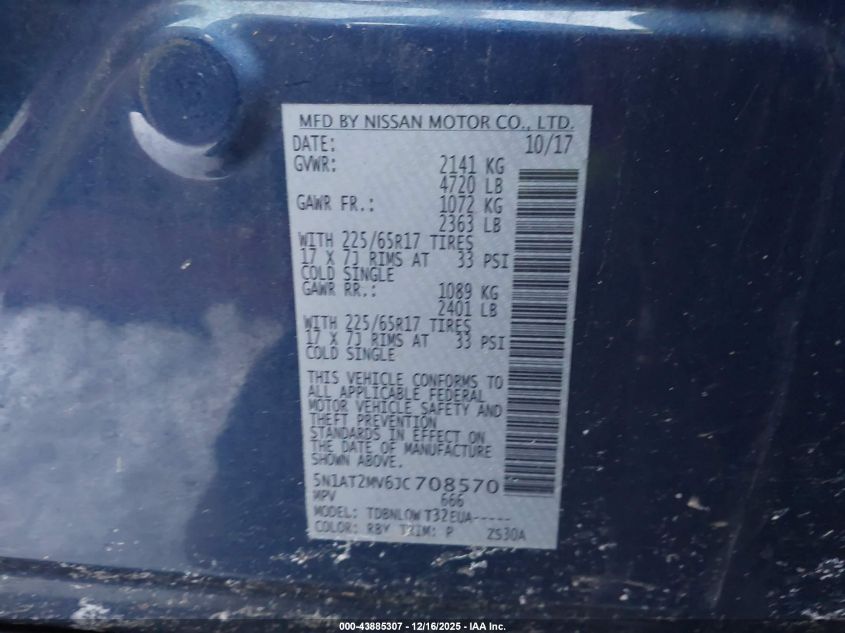 MFD BY NISSAN MOTOR CO., LTD.
DATE: 10/17
GVWR: 2141 KG
4720 LB
GAWR FR.: 1072 KG
2363 LB
WITH 225/65R17 TIRES
17 X 7J RIMS AT 33 PSI
COLD SINGLE
GAWR RR.: 1089 KG
2401 LB
WITH 225/65R17 TIRES
17 X 7J RIMS AT 33 PSI
COLD SINGLE
THIS VEHICLE CONFORMS TO
ALL APPLICABLE FEDERAL
MOTOR VEHICLE SAFETY AND
THEFT PREVENTION
STANDARDS IN EFFECT ON
THE DATE OF MANUFACTURE
SHOWN ABOVE.
5N1AT2MV6JC708570
MPV 666
MODEL: TDBNLQW T32EUA-----
COLOR: RBY TRIM: P ZS30A
000-43885307 - 12/16/2025 - IAA Inc.